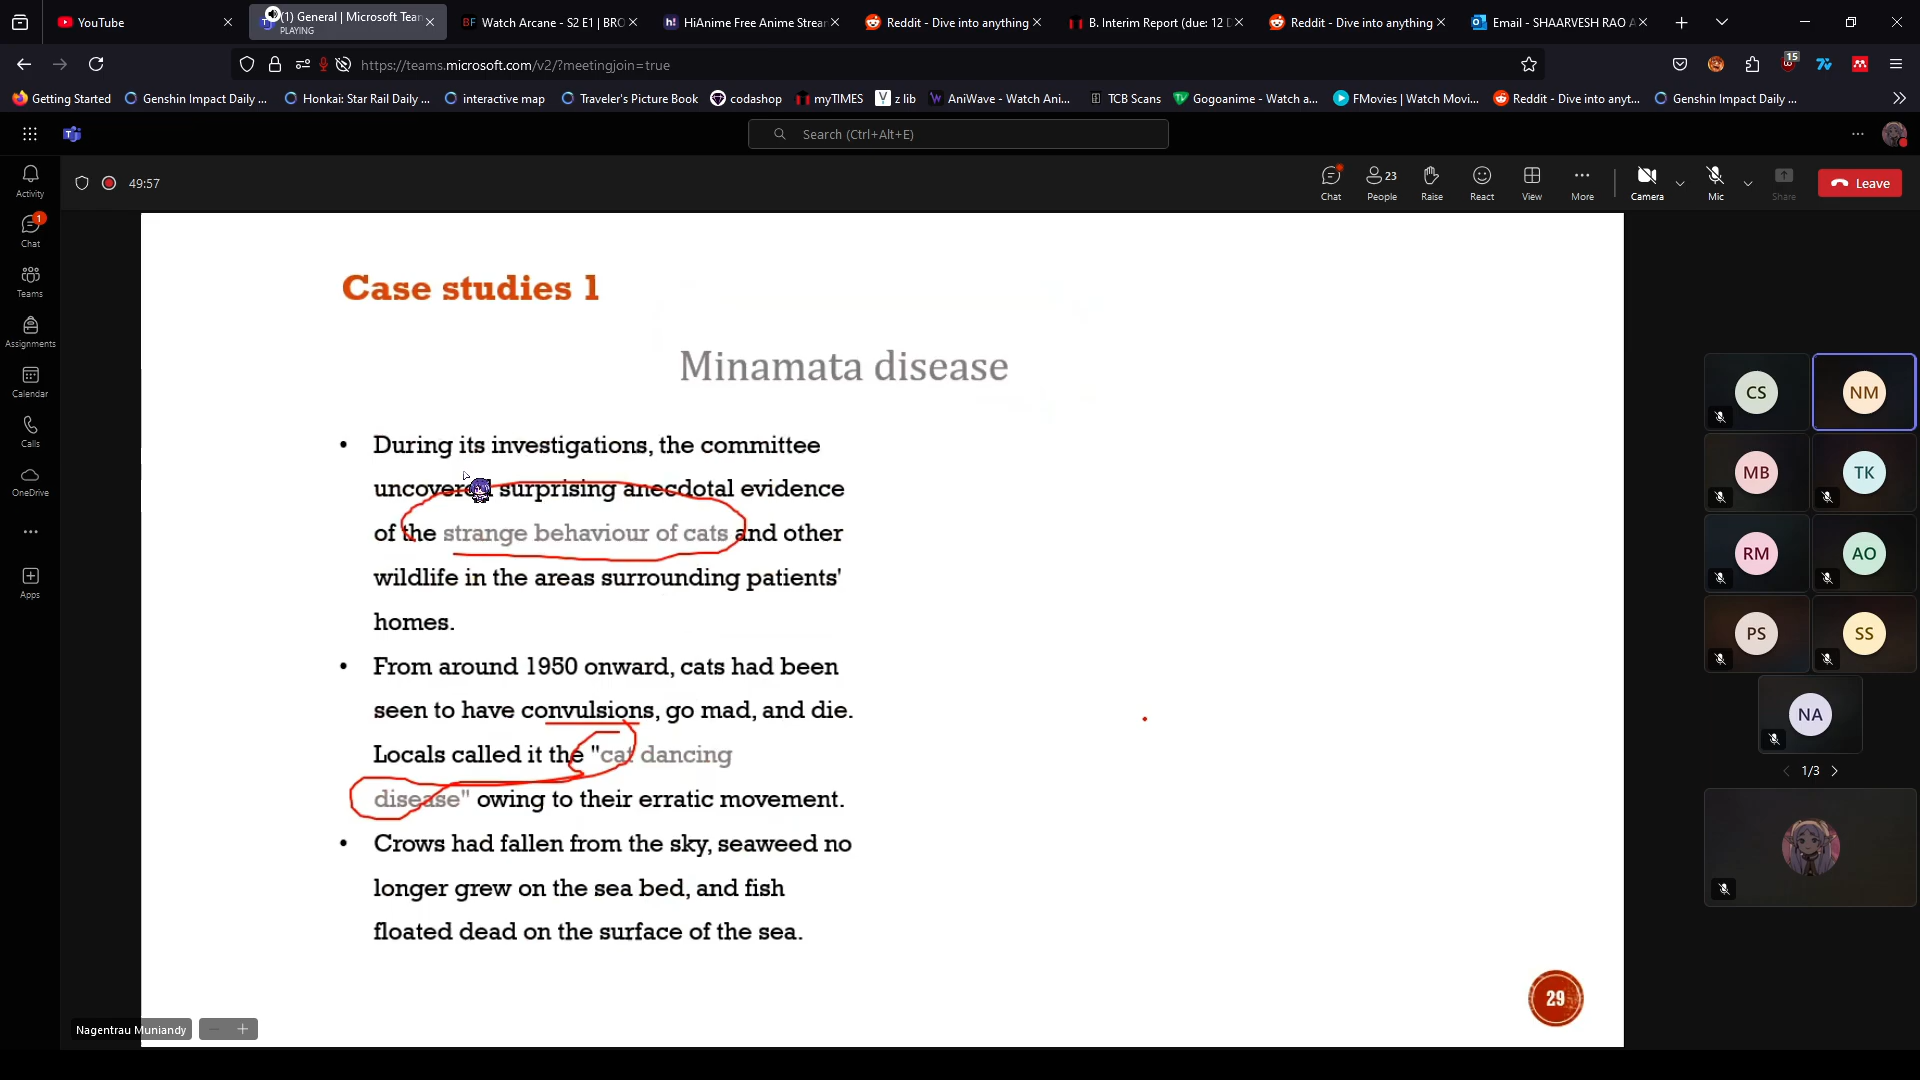 YouTube
(1) General | Microsoft Team
PLAYING
BF Watch Arcane - S2 E1 | BRO
h! HiAnime Free Anime Strea
Reddit - Dive into anything
B. Interim Report (due: 12 D
Reddit - Dive into anything
Email - SHAARVESH RAO A
https://teams.microsoft.com/v2/?meetingjoin=true
15
Getting Started
Genshin Impact Daily ...
Honkai: Star Rail Daily ...
interactive map
Traveler's Picture Book
codashop
myTIMES
z lib
AniWave - Watch Ani...
TCB Scans
Gogoanime - Watch a...
FMovies | Watch Movi...
Reddit - Dive into anyt...
Genshin Impact Daily ...
Search (Ctrl+Alt+E)
Activity
1
Chat
Teams
Assignments
Calendar
Calls
OneDrive
Apps
49:57
Chat
23
People
Raise
React
View
More
Camera
Mic
Share
Leave
Case studies 1
Minamata disease
• During its investigations, the committee
uncovered surprising anecdotal evidence
of the strange behaviour of cats and other
wildlife in the areas surrounding patients'
homes.
• From around 1950 onward, cats had been
seen to have convulsions, go mad, and die.
Locals called it the "cat dancing
disease" owing to their erratic movement.
• Crows had fallen from the sky, seaweed no
longer grew on the sea bed, and fish
floated dead on the surface of the sea.
29
Nagentrau Muniandy
CS
NM
MB
TK
RM
AO
PS
SS
NA
1/3